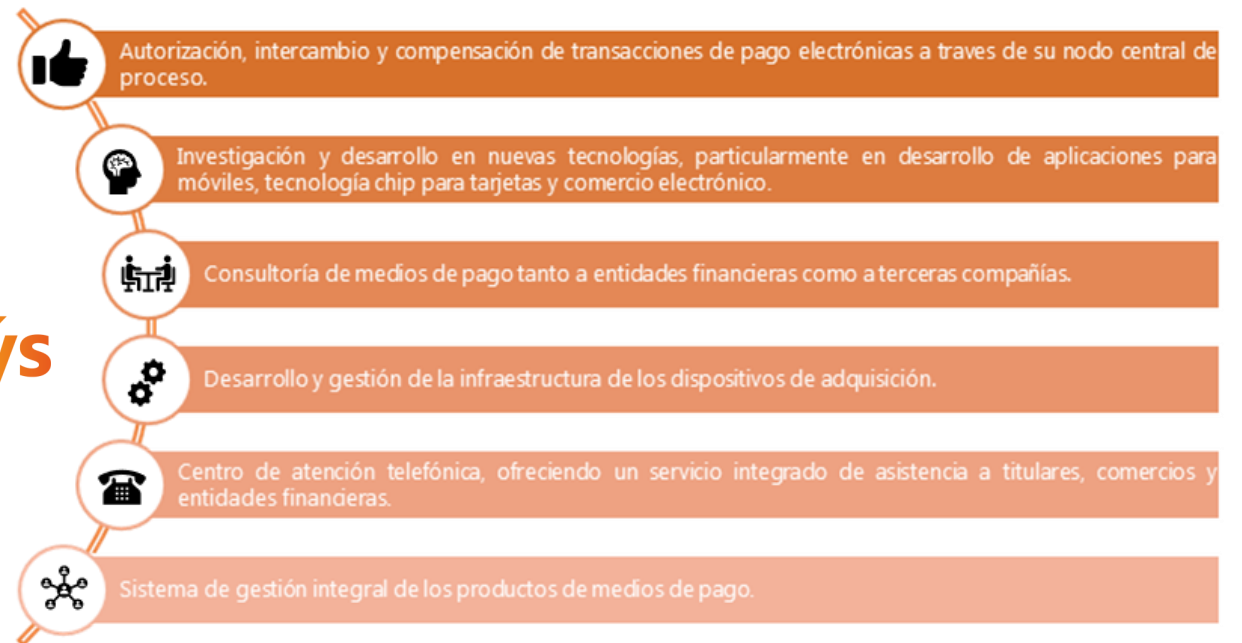 Autorización, intercambio y compensación de transacciones de pago electrónicas a traves de su nodo central de
proceso.
Investigación y desarrollo en nuevas tecnologías, particularmente en desarrollo de aplicaciones para
móviles, tecnología chip para tarjetas y comercio electrónico.
Consultoría de medios de pago tanto a entidades financieras como a terceras compañías.
ýs
Desarrollo y gestión de la infraestructura de los dispositivos de adquisición.
Centro de atención telefónica, ofreciendo un servicio integrado de asistencia a titulares, comercios y
entidades financieras.
Sistema de gestión integral de los productos de medios de pago.